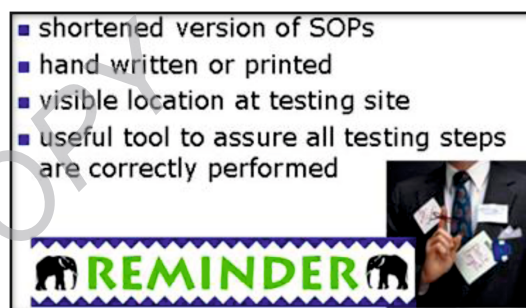 shortened version of SOPs
hand written or printed
visible location at testing site
useful tool to assure all testing steps
are correctly performed
REMINDER
OPY